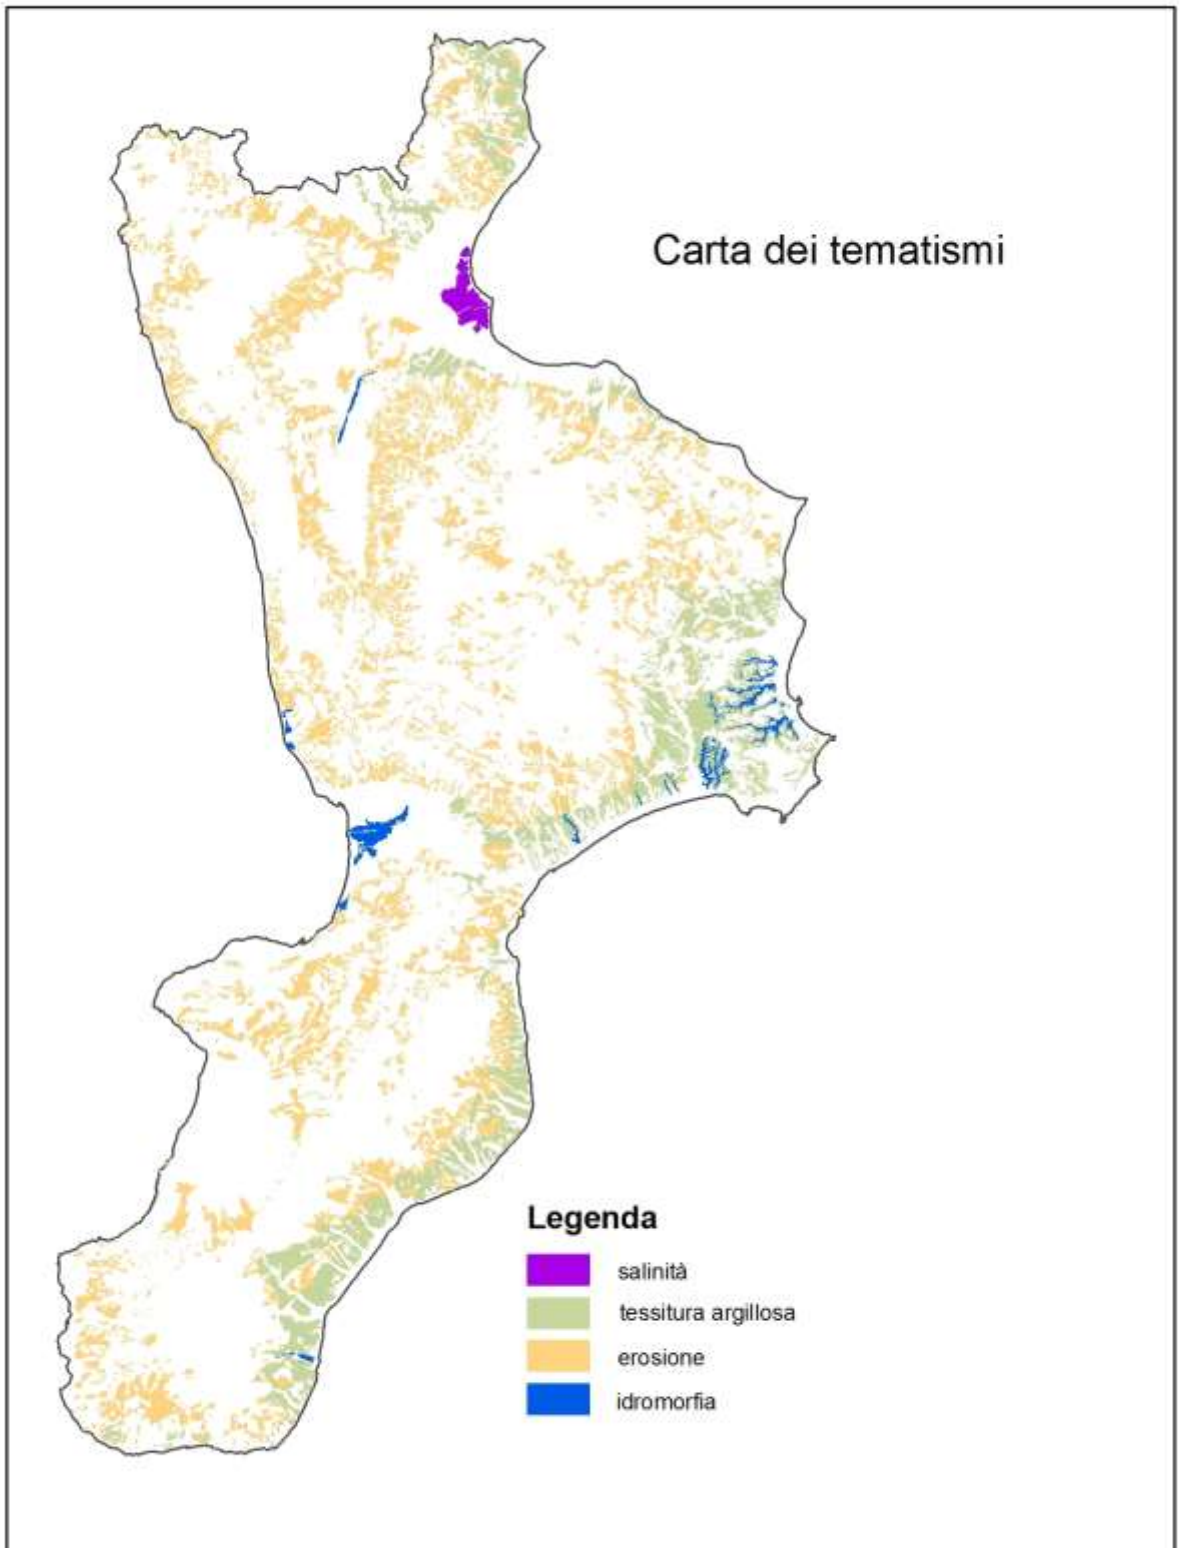 Carta dei tematismi
Legenda
salinità
tessitura argillosa
erosione
idromorfia